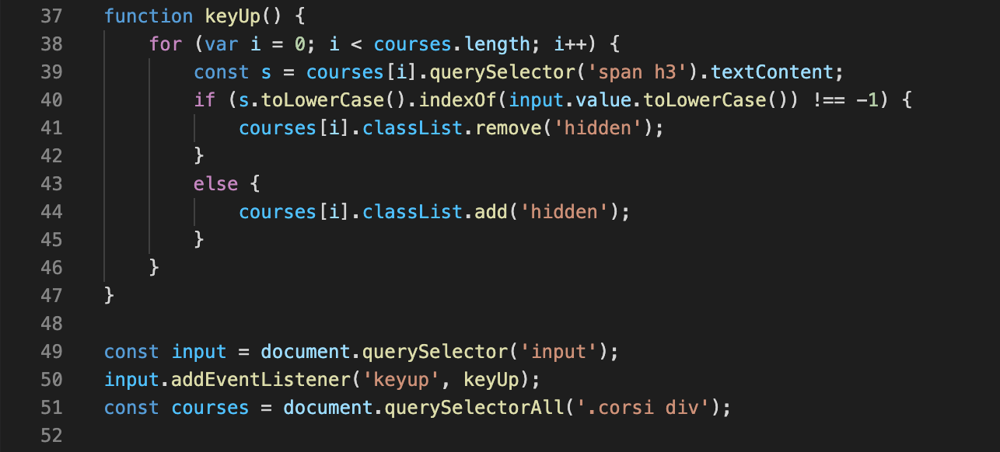 37 function keyUp() {
38     for (var i = 0; i < courses.length; i++) {
39         const s = courses[i].querySelector('span h3').textContent;
40         if (s.toLowerCase().indexOf(input.value.toLowerCase()) !== -1) {
41             courses[i].classList.remove('hidden');
42         }
43         else {
44             courses[i].classList.add('hidden');
45         }
46     }
47 }
48
49 const input = document.querySelector('input');
50 input.addEventListener('keyup', keyUp);
51 const courses = document.querySelectorAll('.corsi div');
52